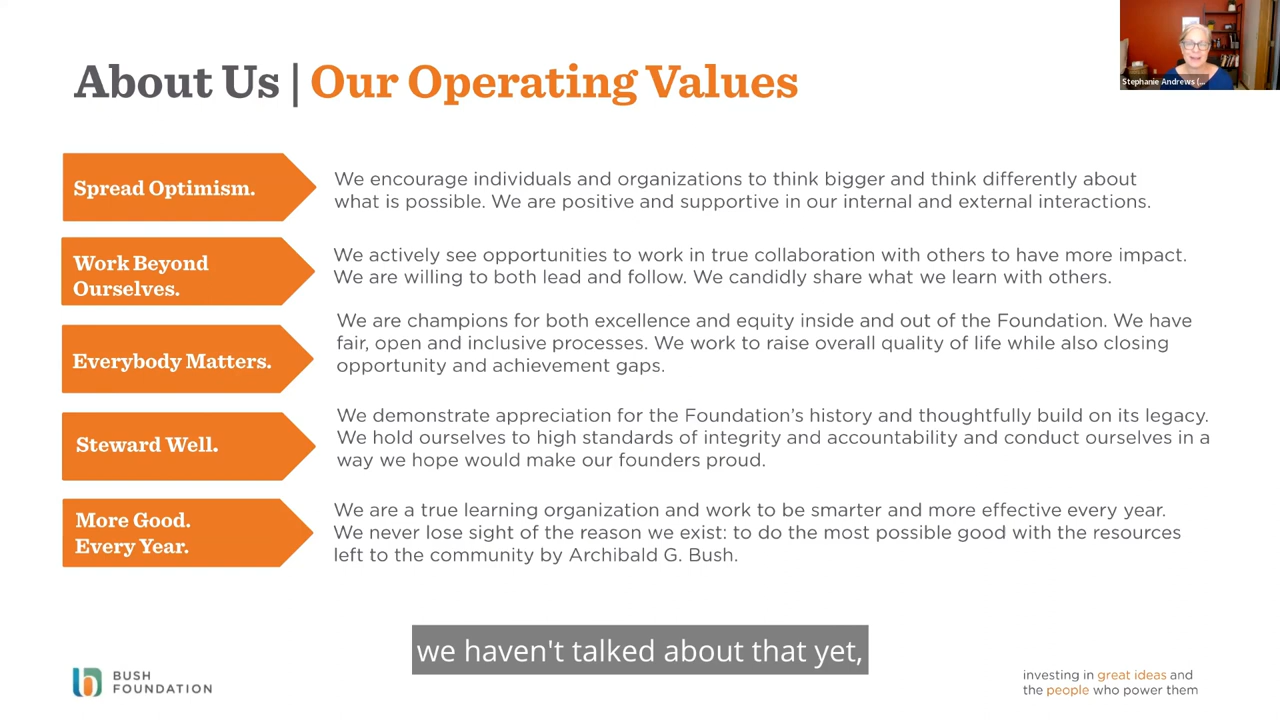 About Us | Our Operating Values
Stephanie Andrews (...
Spread Optimism.
We encourage individuals and organizations to think bigger and think differently about
what is possible. We are positive and supportive in our internal and external interactions.
Work Beyond
Ourselves.
We actively see opportunities to work in true collaboration with others to have more impact.
We are willing to both lead and follow. We candidly share what we learn with others.
Everybody Matters.
We are champions for both excellence and equity inside and out of the Foundation. We have
fair, open and inclusive processes. We work to raise overall quality of life while also closing
opportunity and achievement gaps.
Steward Well.
We demonstrate appreciation for the Foundation's history and thoughtfully build on its legacy.
We hold ourselves to high standards of integrity and accountability and conduct ourselves in a
way we hope would make our founders proud.
More Good.
Every Year.
We are a true learning organization and work to be smarter and more effective every year.
We never lose sight of the reason we exist: to do the most possible good with the resources
left to the community by Archibald G. Bush.
we haven't talked about that yet,
BUSH
FOUNDATION
investing in great ideas and
the people who power them